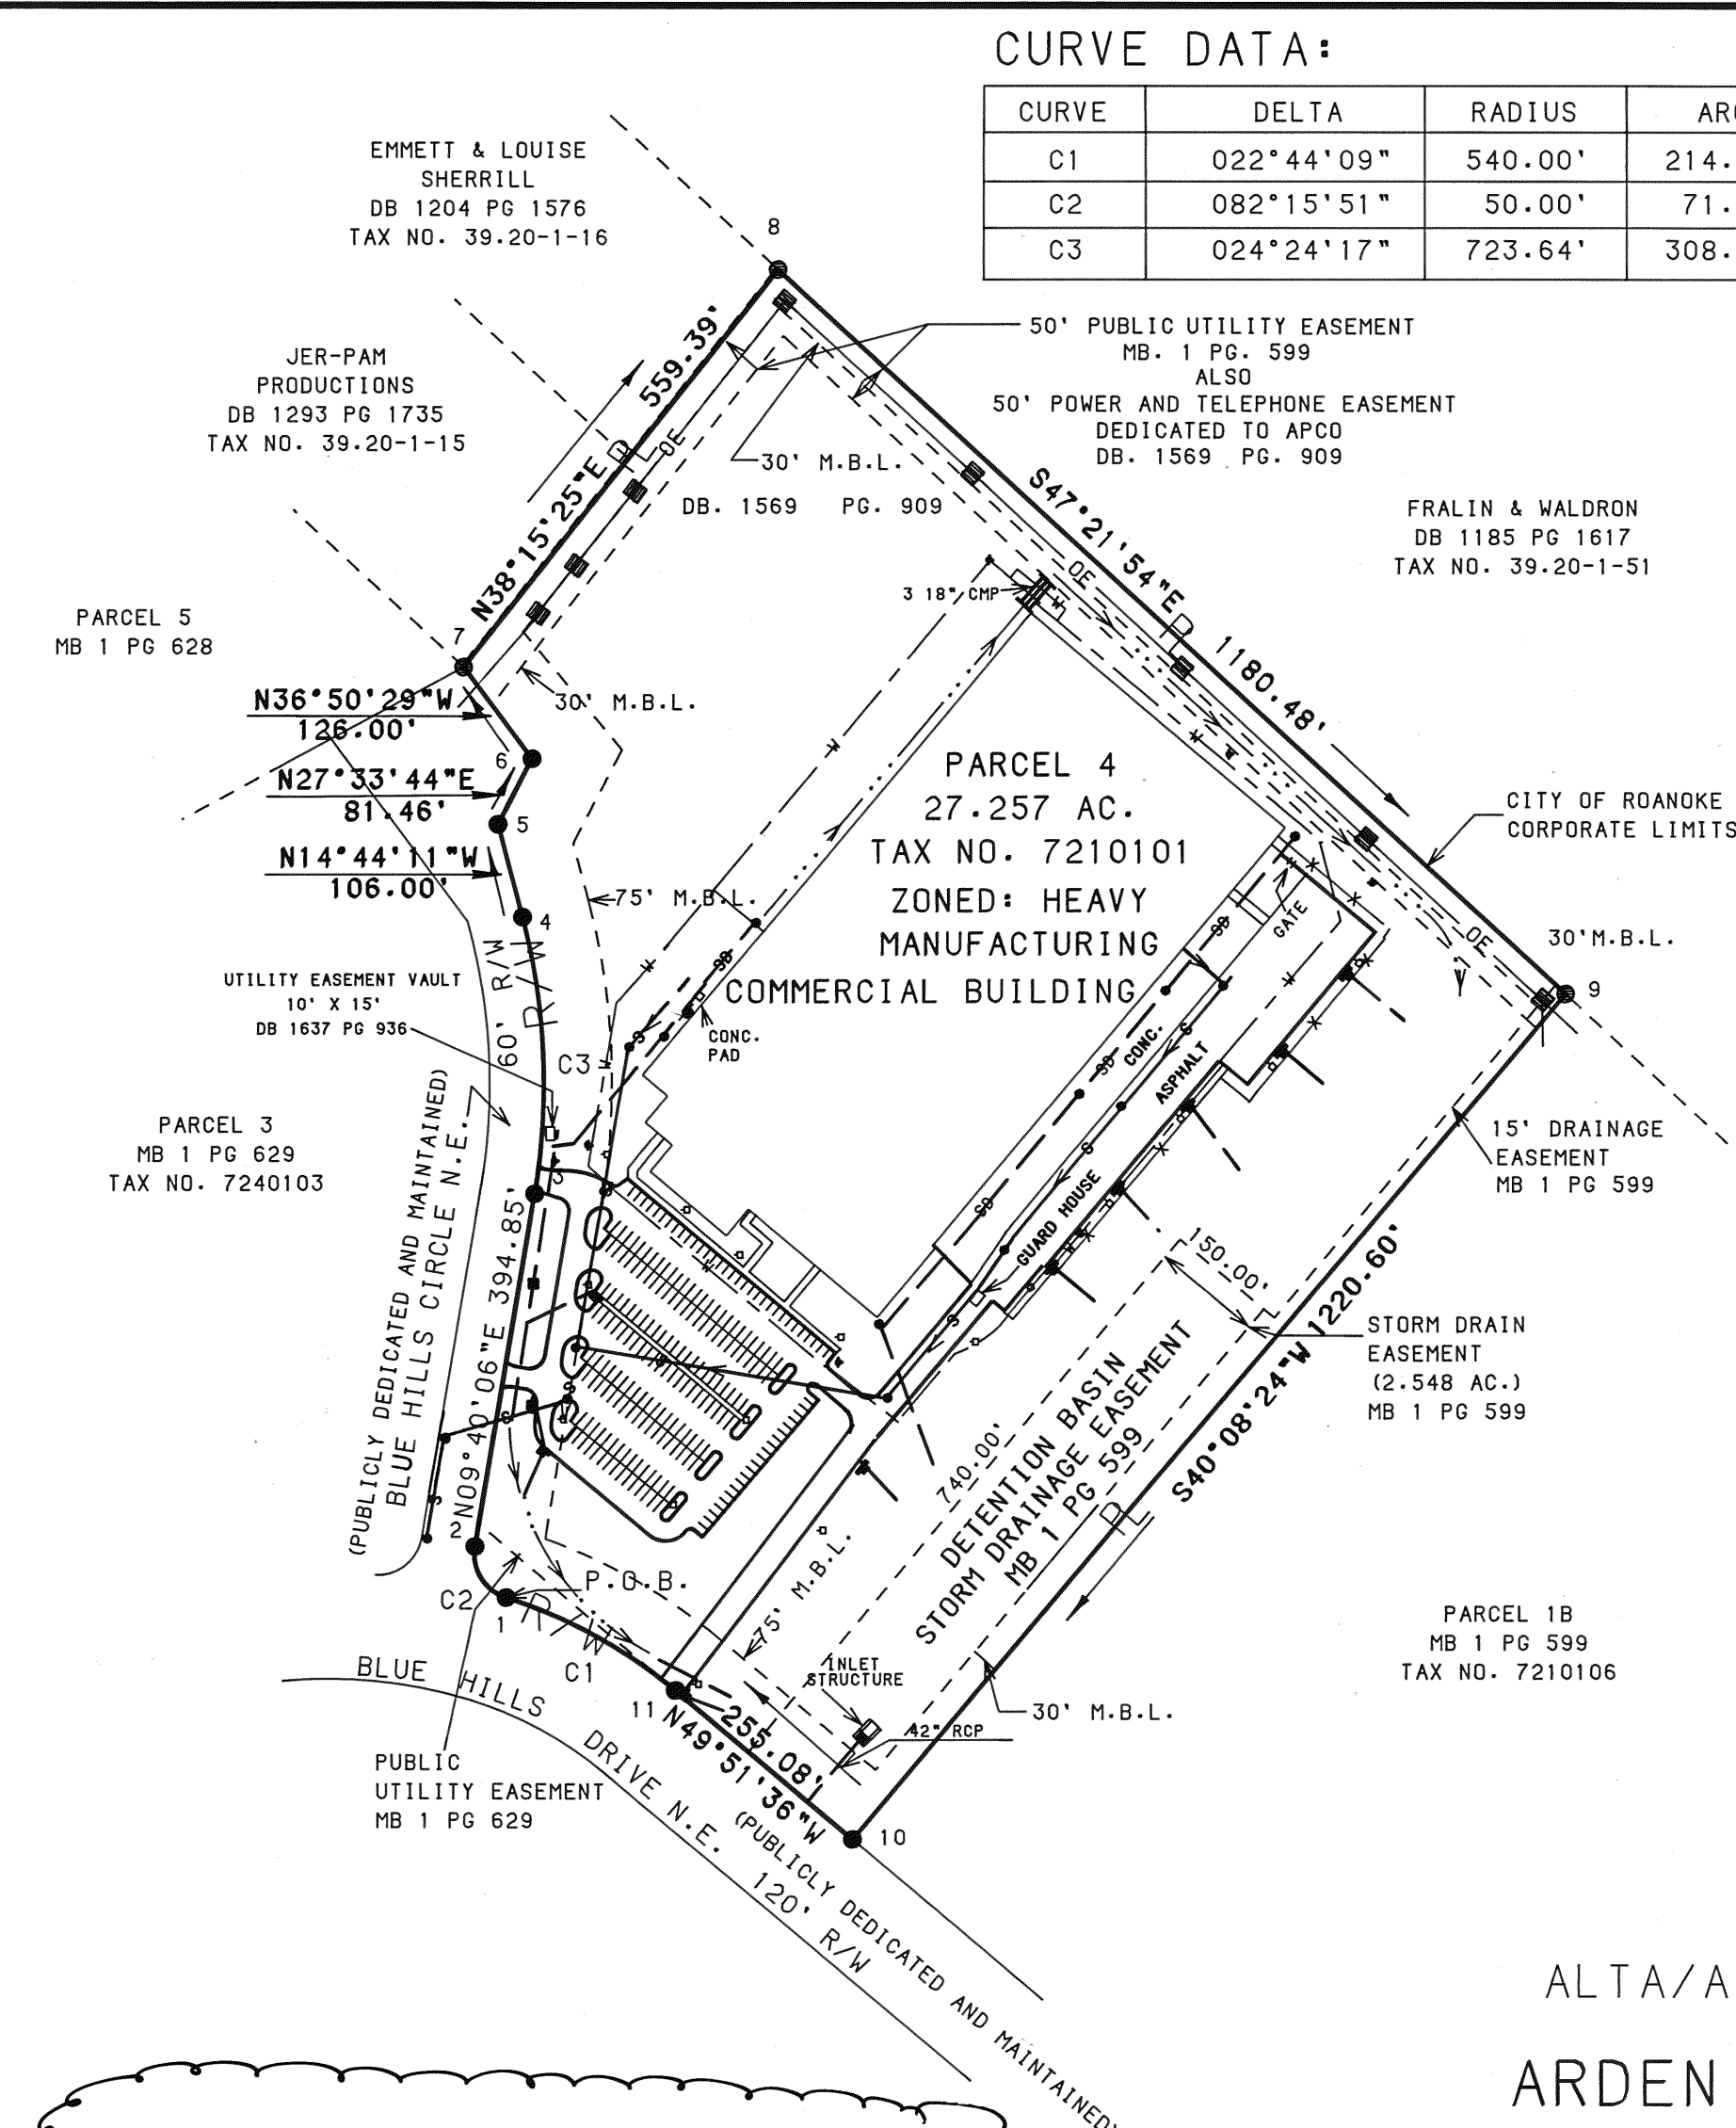 CURVE DATA:
CURVE DELTA RADIUS
C1 022°44'09" 540.00' 214.
C2 082°15'51" 50.00' 71.
C3 024°24'17" 723.64' 308.
EMMETT & LOUISE
SHERRILL
DB 1204 PG 1576
TAX NO. 39.20-1-16
8
50' PUBLIC UTILITY EASEMENT
MB. 1 PG. 599
ALSO
50' POWER AND TELEPHONE EASEMENT
DEDICATED TO APCO
DB. 1569 PG. 909
JER-PAM
PRODUCTIONS
DB 1293 PG 1735
TAX NO. 39.20-1-15
N38°15'25"E 559.39'
OE
30' M.B.L.
DB. 1569 PG. 909
S47°21'54"E 1180.48'
OE
FRALIN & WALDRON
DB 1185 PG 1617
TAX NO. 39.20-1-51
3 18" CMP
W
PARCEL 5
MB 1 PG 628
7
N36°50'29"W
126.00'
30' M.B.L.
6
N27°33'44"E
81.46'
5
N14°44'11"W
106.00'
4
75' M.B.L.
PARCEL 4
27.257 AC.
TAX NO. 7210101
ZONED: HEAVY
MANUFACTURING
COMMERCIAL BUILDING
CITY OF ROANOKE
CORPORATE LIMITS
GATE
OE
30'M.B.L.
9
UTILITY EASEMENT VAULT
10' X 15'
DB 1637 PG 936
60' R/W
R/W
SD
SD
CONC.
PAD
C3
S
SD
CONC.
S
ASPHALT
S
SD
GUARD HOUSE
S
PARCEL 3
MB 1 PG 629
TAX NO. 7240103
15' DRAINAGE
EASEMENT
MB 1 PG 599
3
(PUBLICLY DEDICATED AND MAINTAINED)
BLUE HILLS CIRCLE N.E.
N09°40'06"E 394.85'
150.00'
S40°08'24"W 1220.60'
STORM DRAIN
EASEMENT
(2.548 AC.)
MB 1 PG 599
740.00'
DETENTION BASIN
STORM DRAINAGE EASEMENT
MB 1 PG 599
2
C2
1
P.O.B.
R/W
C1
75' M.B.L.
INLET
STRUCTURE
30' M.B.L.
42" RCP
PARCEL 1B
MB 1 PG 599
TAX NO. 7210106
11
N49°51'36"W
255.08'
10
BLUE HILLS DRIVE N.E. 120' R/W
(PUBLICLY DEDICATED AND MAINTAINED)
PUBLIC
UTILITY EASEMENT
MB 1 PG 629
ALTA/A
ARDEN